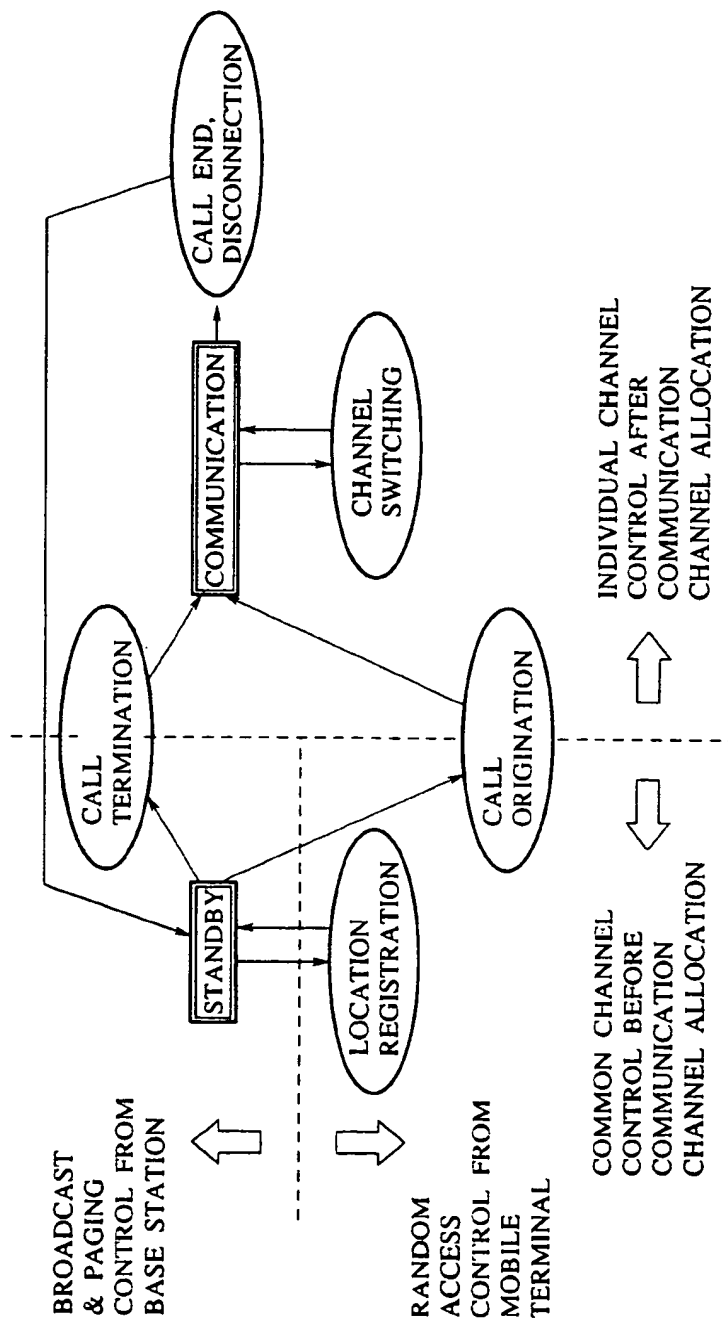 BROADCAST
& PAGING
CONTROL FROM
BASE STATION
RANDOM
ACCESS
CONTROL FROM
MOBILE
TERMINAL
STANDBY
LOCATION
REGISTRATION
CALL
TERMINATION
CALL
ORIGINATION
COMMUNICATION
CHANNEL
SWITCHING
CALL END,
DISCONNECTION
COMMON CHANNEL
CONTROL BEFORE
COMMUNICATION
CHANNEL ALLOCATION
INDIVIDUAL CHANNEL
CONTROL AFTER
COMMUNICATION
CHANNEL ALLOCATION